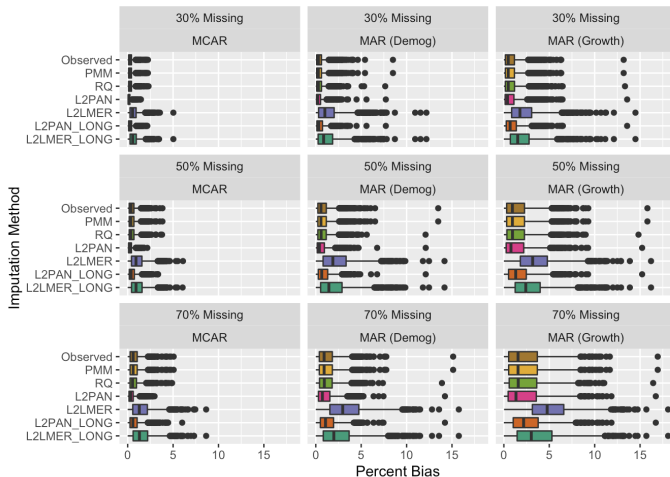 30% Missing
30% Missing
30% Missing
MCAR
MAR (Demog)
MAR (Growth)
Observed
PMM
RQ
L2PAN
L2LMER
L2PAN_LONG
L2LMER_LONG
50% Missing
50% Missing
50% Missing
MCAR
MAR (Demog)
MAR (Growth)
Observed
PMM
RQ
L2PAN
L2LMER
L2PAN_LONG
L2LMER_LONG
Imputation Method
70% Missing
70% Missing
70% Missing
MCAR
MAR (Demog)
MAR (Growth)
Observed
PMM
RQ
L2PAN
L2LMER
L2PAN_LONG
L2LMER_LONG
0 5 10 15 0 5 10 15 0 5 10 15
Percent Bias